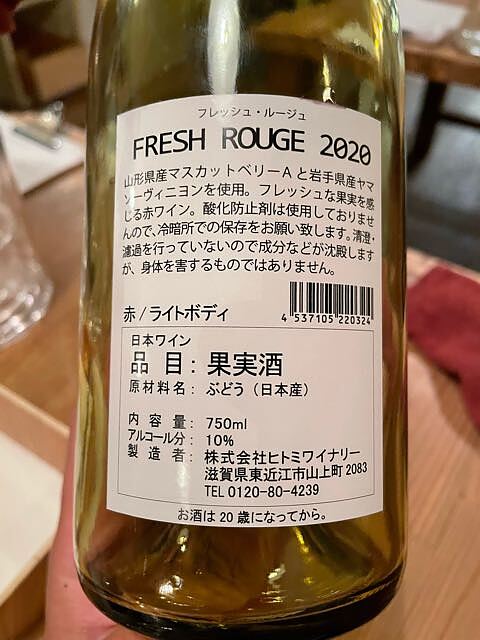 フレッシュ・ルージュ
FRESH ROUGE 2020
山形県産マスカットベリーAと岩手県産ヤマ
ソーヴィニヨンを使用。フレッシュな果実を感
じる赤ワイン。酸化防止剤は使用しておりませ
んので、冷暗所での保存をお願い致します。清澄・
濾過を行っていないので成分などが沈殿します
が、身体を害するものではありません。
赤/ライトボディ
4 537105 220324
日本ワイン
品 目: 果実酒
原材料名: ぶどう(日本産)
内 容 量: 750ml
アルコール分: 10%
製 造 者: 株式会社ヒトミワイナリー
滋賀県東近江市山上町2083
TEL 0120-80-4239
お酒は20歳になってから。